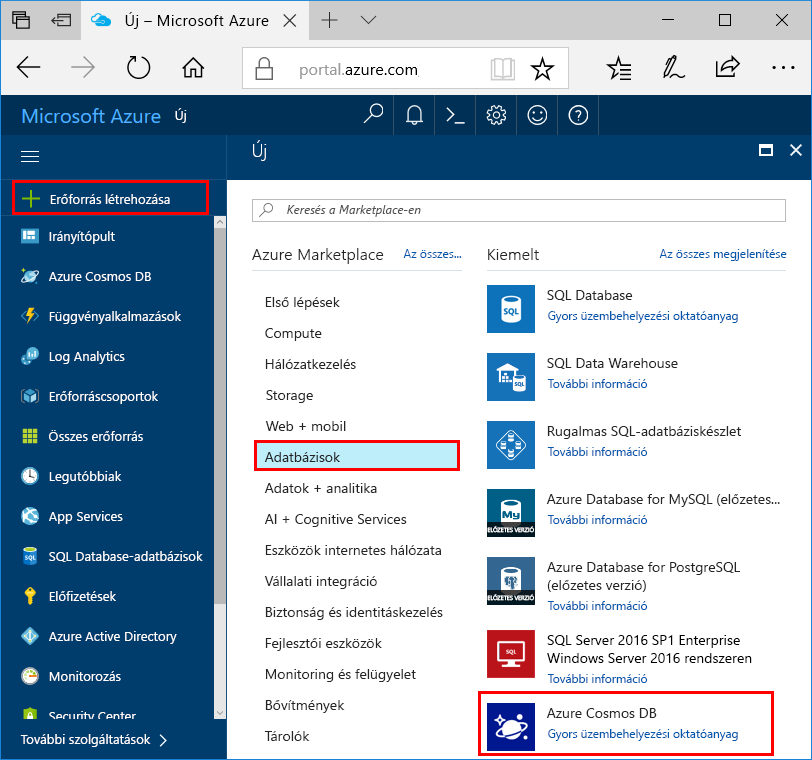 Új – Microsoft Azure
portal.azure.com
Microsoft Azure Új
Új
Erőforrás létrehozása
Irányítópult
Azure Cosmos DB
Függvényalkalmazások
Log Analytics
Erőforráscsoportok
Összes erőforrás
Legutóbbiak
App Services
SQL Database-adatbázisok
Előfizetések
Azure Active Directory
Monitorozás
Security Center
További szolgáltatások
Keresés a Marketplace-en
Azure Marketplace Az összes...
Első lépések
Compute
Hálózatkezelés
Storage
Web + mobil
Adatbázisok
Adatok + analitika
AI + Cognitive Services
Eszközök internetes hálózata
Vállalati integráció
Biztonság és identitáskezelés
Fejlesztői eszközök
Monitoring és felügyelet
Bővítmények
Tárolók
Kiemelt Az összes megjelenítése
SQL
SQL Database
Gyors üzembehelyezési oktatóanyag
SQL
SQL Data Warehouse
További információ
Rugalmas SQL-adatbáziskészlet
További információ
My
ELŐZETES VERZIÓ
Azure Database for MySQL (előzetes...
További információ
ELŐZETES VERZIÓ
Azure Database for PostgreSQL
(előzetes verzió)
További információ
SQL
SQL Server 2016 SP1 Enterprise
Windows Server 2016 rendszeren
További információ
Azure Cosmos DB
Gyors üzembehelyezési oktatóanyag